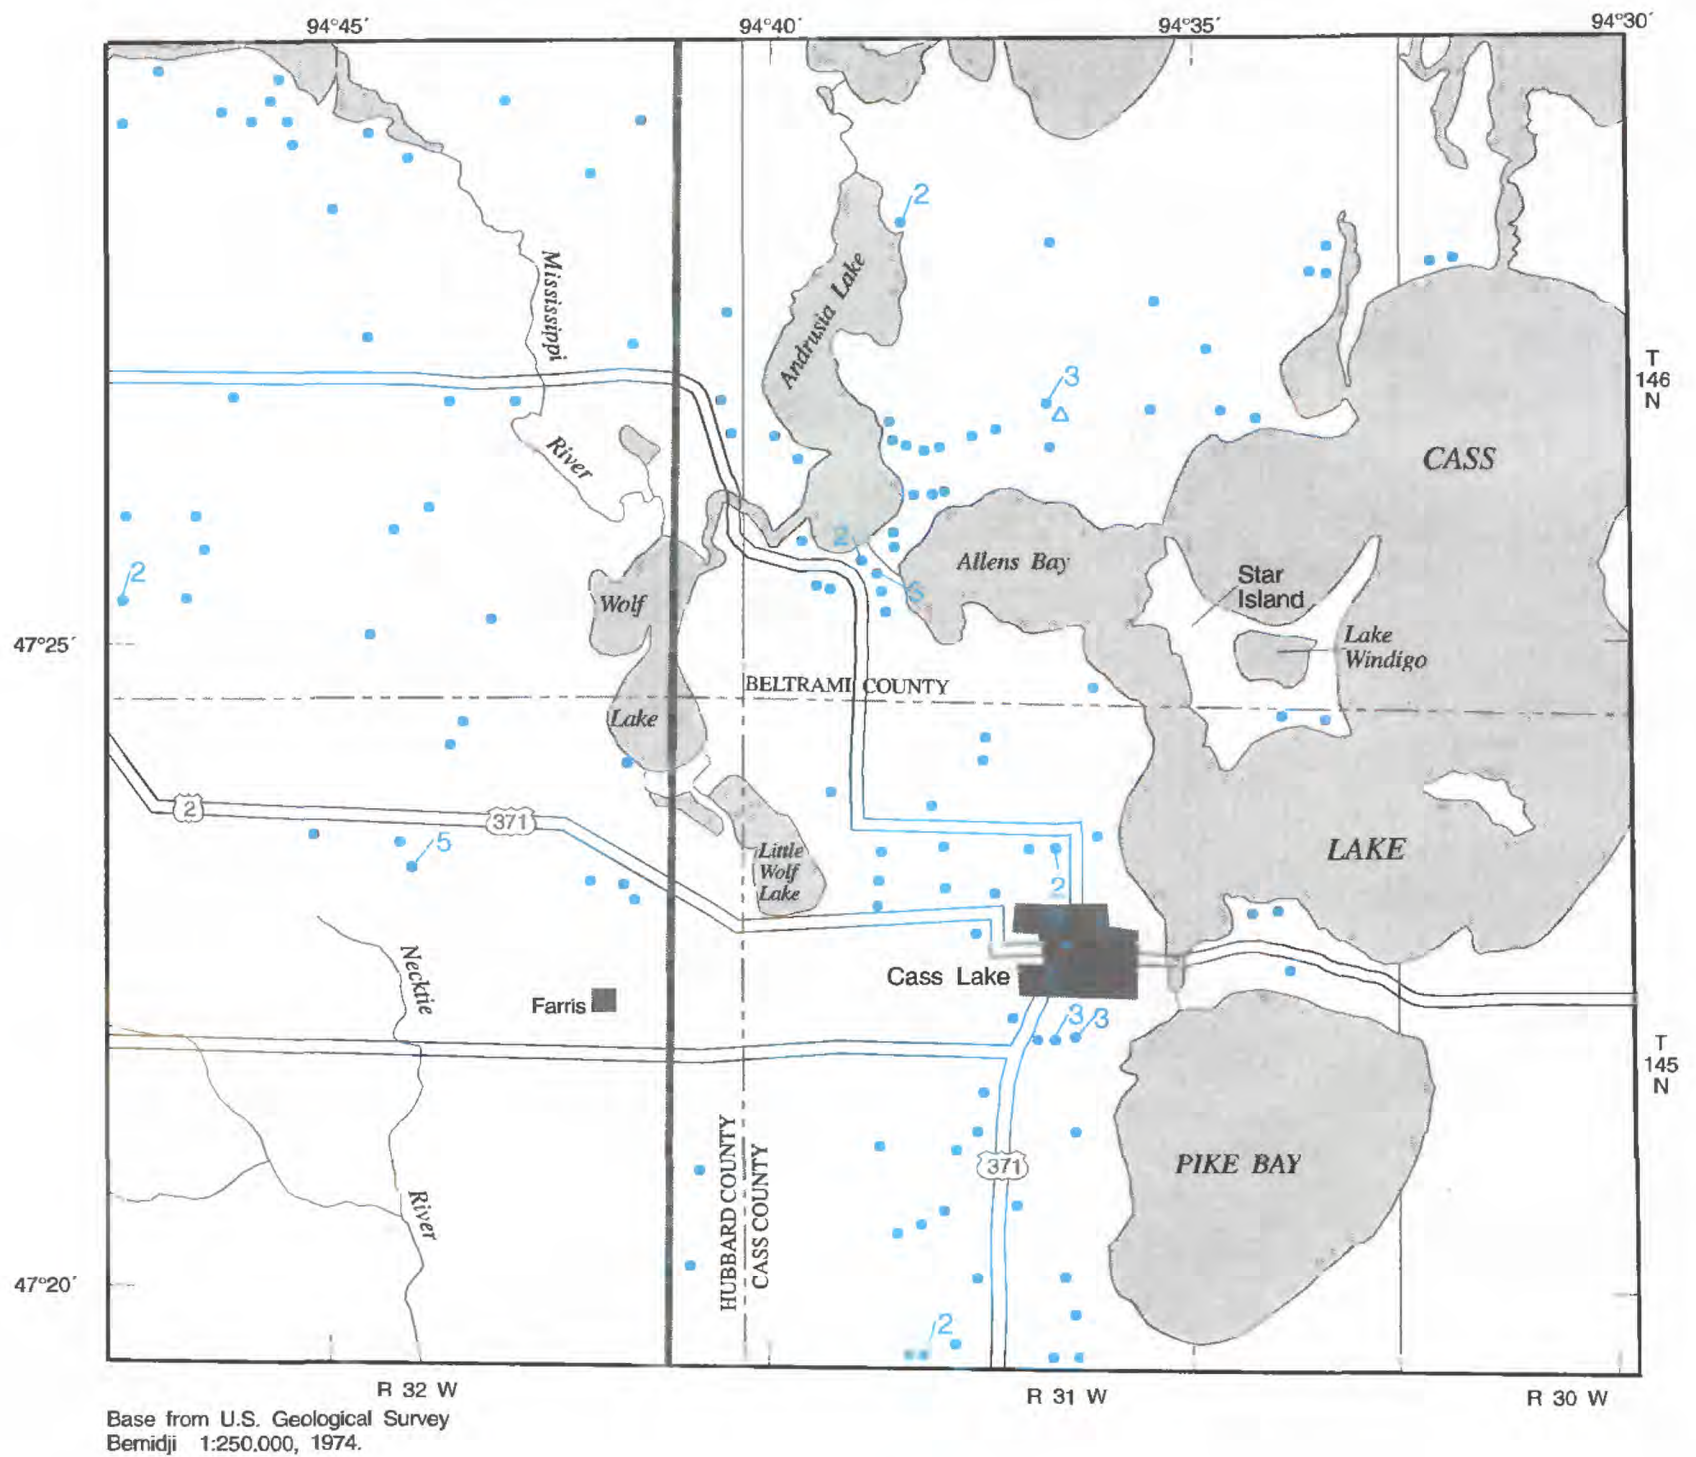 94°45′
94°40′
94°35′
94°30′
2
Mississippi
Andrusia Lake
3
T
146
N
River
CASS
2
Allens Bay
2
5
Star
Island
Wolf
47°25′
Lake
Windigo
BELTRAMI COUNTY
Lake
2
371
5
Little
Wolf
Lake
LAKE
2
Necktie
Cass Lake
Farris
3
3
T
145
N
HUBBARD COUNTY
CASS COUNTY
371
PIKE BAY
River
47°20′
2
R 32 W
R 31 W
R 30 W
Base from U.S. Geological Survey
Bemidji 1:250,000, 1974.